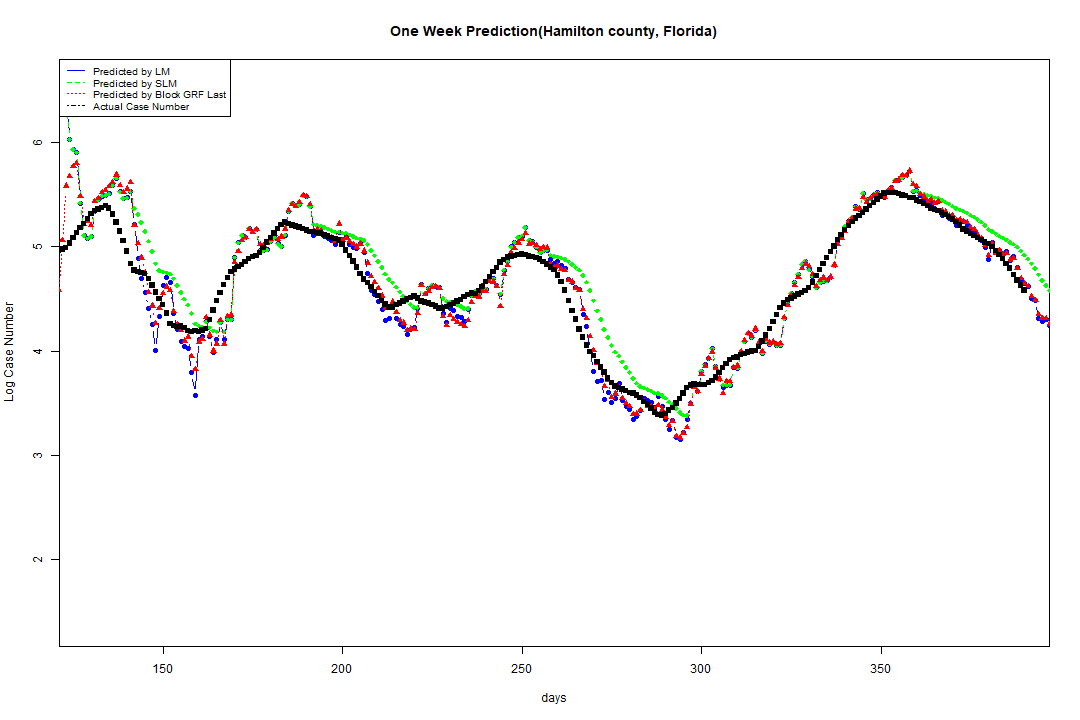 One Week Prediction(Hamilton county, Florida)
Predicted by LM
Predicted by SLM
Predicted by Block GRF Last
Actual Case Number
6
5
4
3
2
Log Case Number
150 200 250 300 350
days